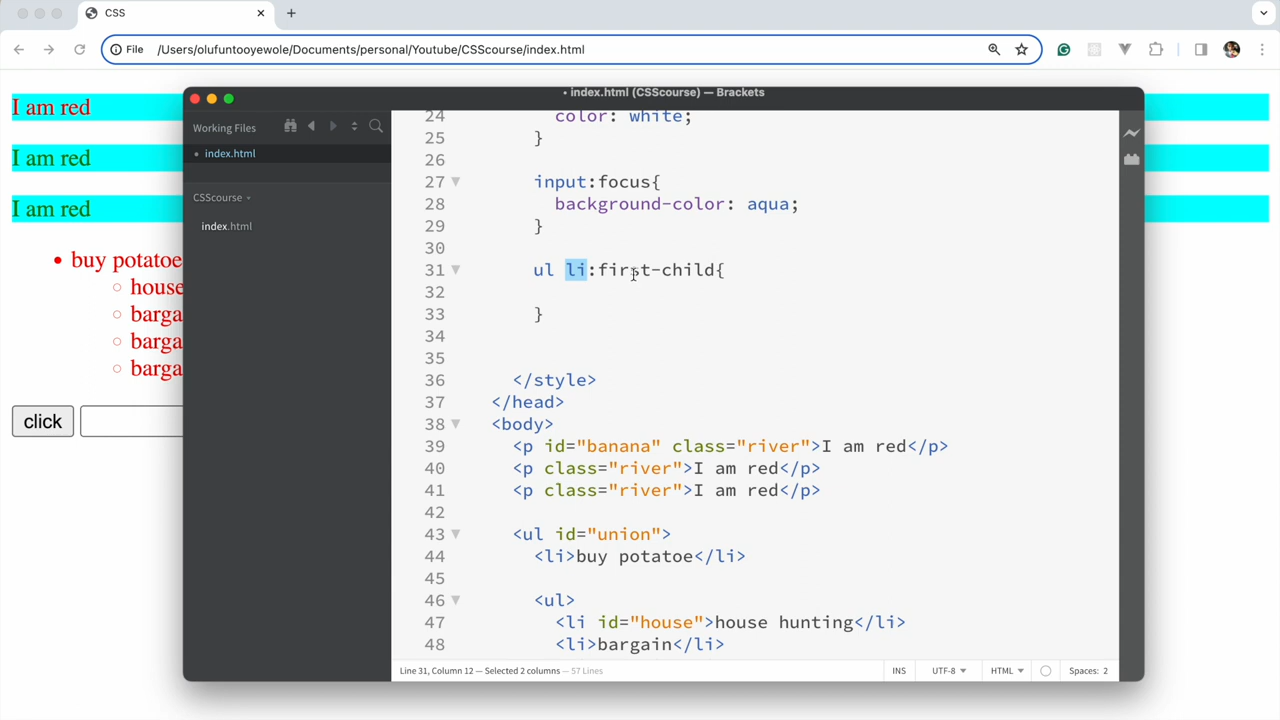 CSS
File /Users/olufuntooyewole/Documents/personal/Youtube/CSScourse/index.html
I am red
I am red
I am red
• buy potatoe
house
barga
barga
barga
click
• index.html (CSScourse) — Brackets
Working Files
• index.html
CSScourse
index.html
24 color: white;
25 }
26
27 input:focus{
28 background-color: aqua;
29 }
30
31 ul li:first-child{
32
33 }
34
35
36 </style>
37 </head>
38 <body>
39 <p id="banana" class="river">I am red</p>
40 <p class="river">I am red</p>
41 <p class="river">I am red</p>
42
43 <ul id="union">
44 <li>buy potatoe</li>
45
46 <ul>
47 <li id="house">house hunting</li>
48 <li>bargain</li>
Line 31, Column 12 — Selected 2 columns — 57 Lines
INS UTF-8 HTML Spaces: 2